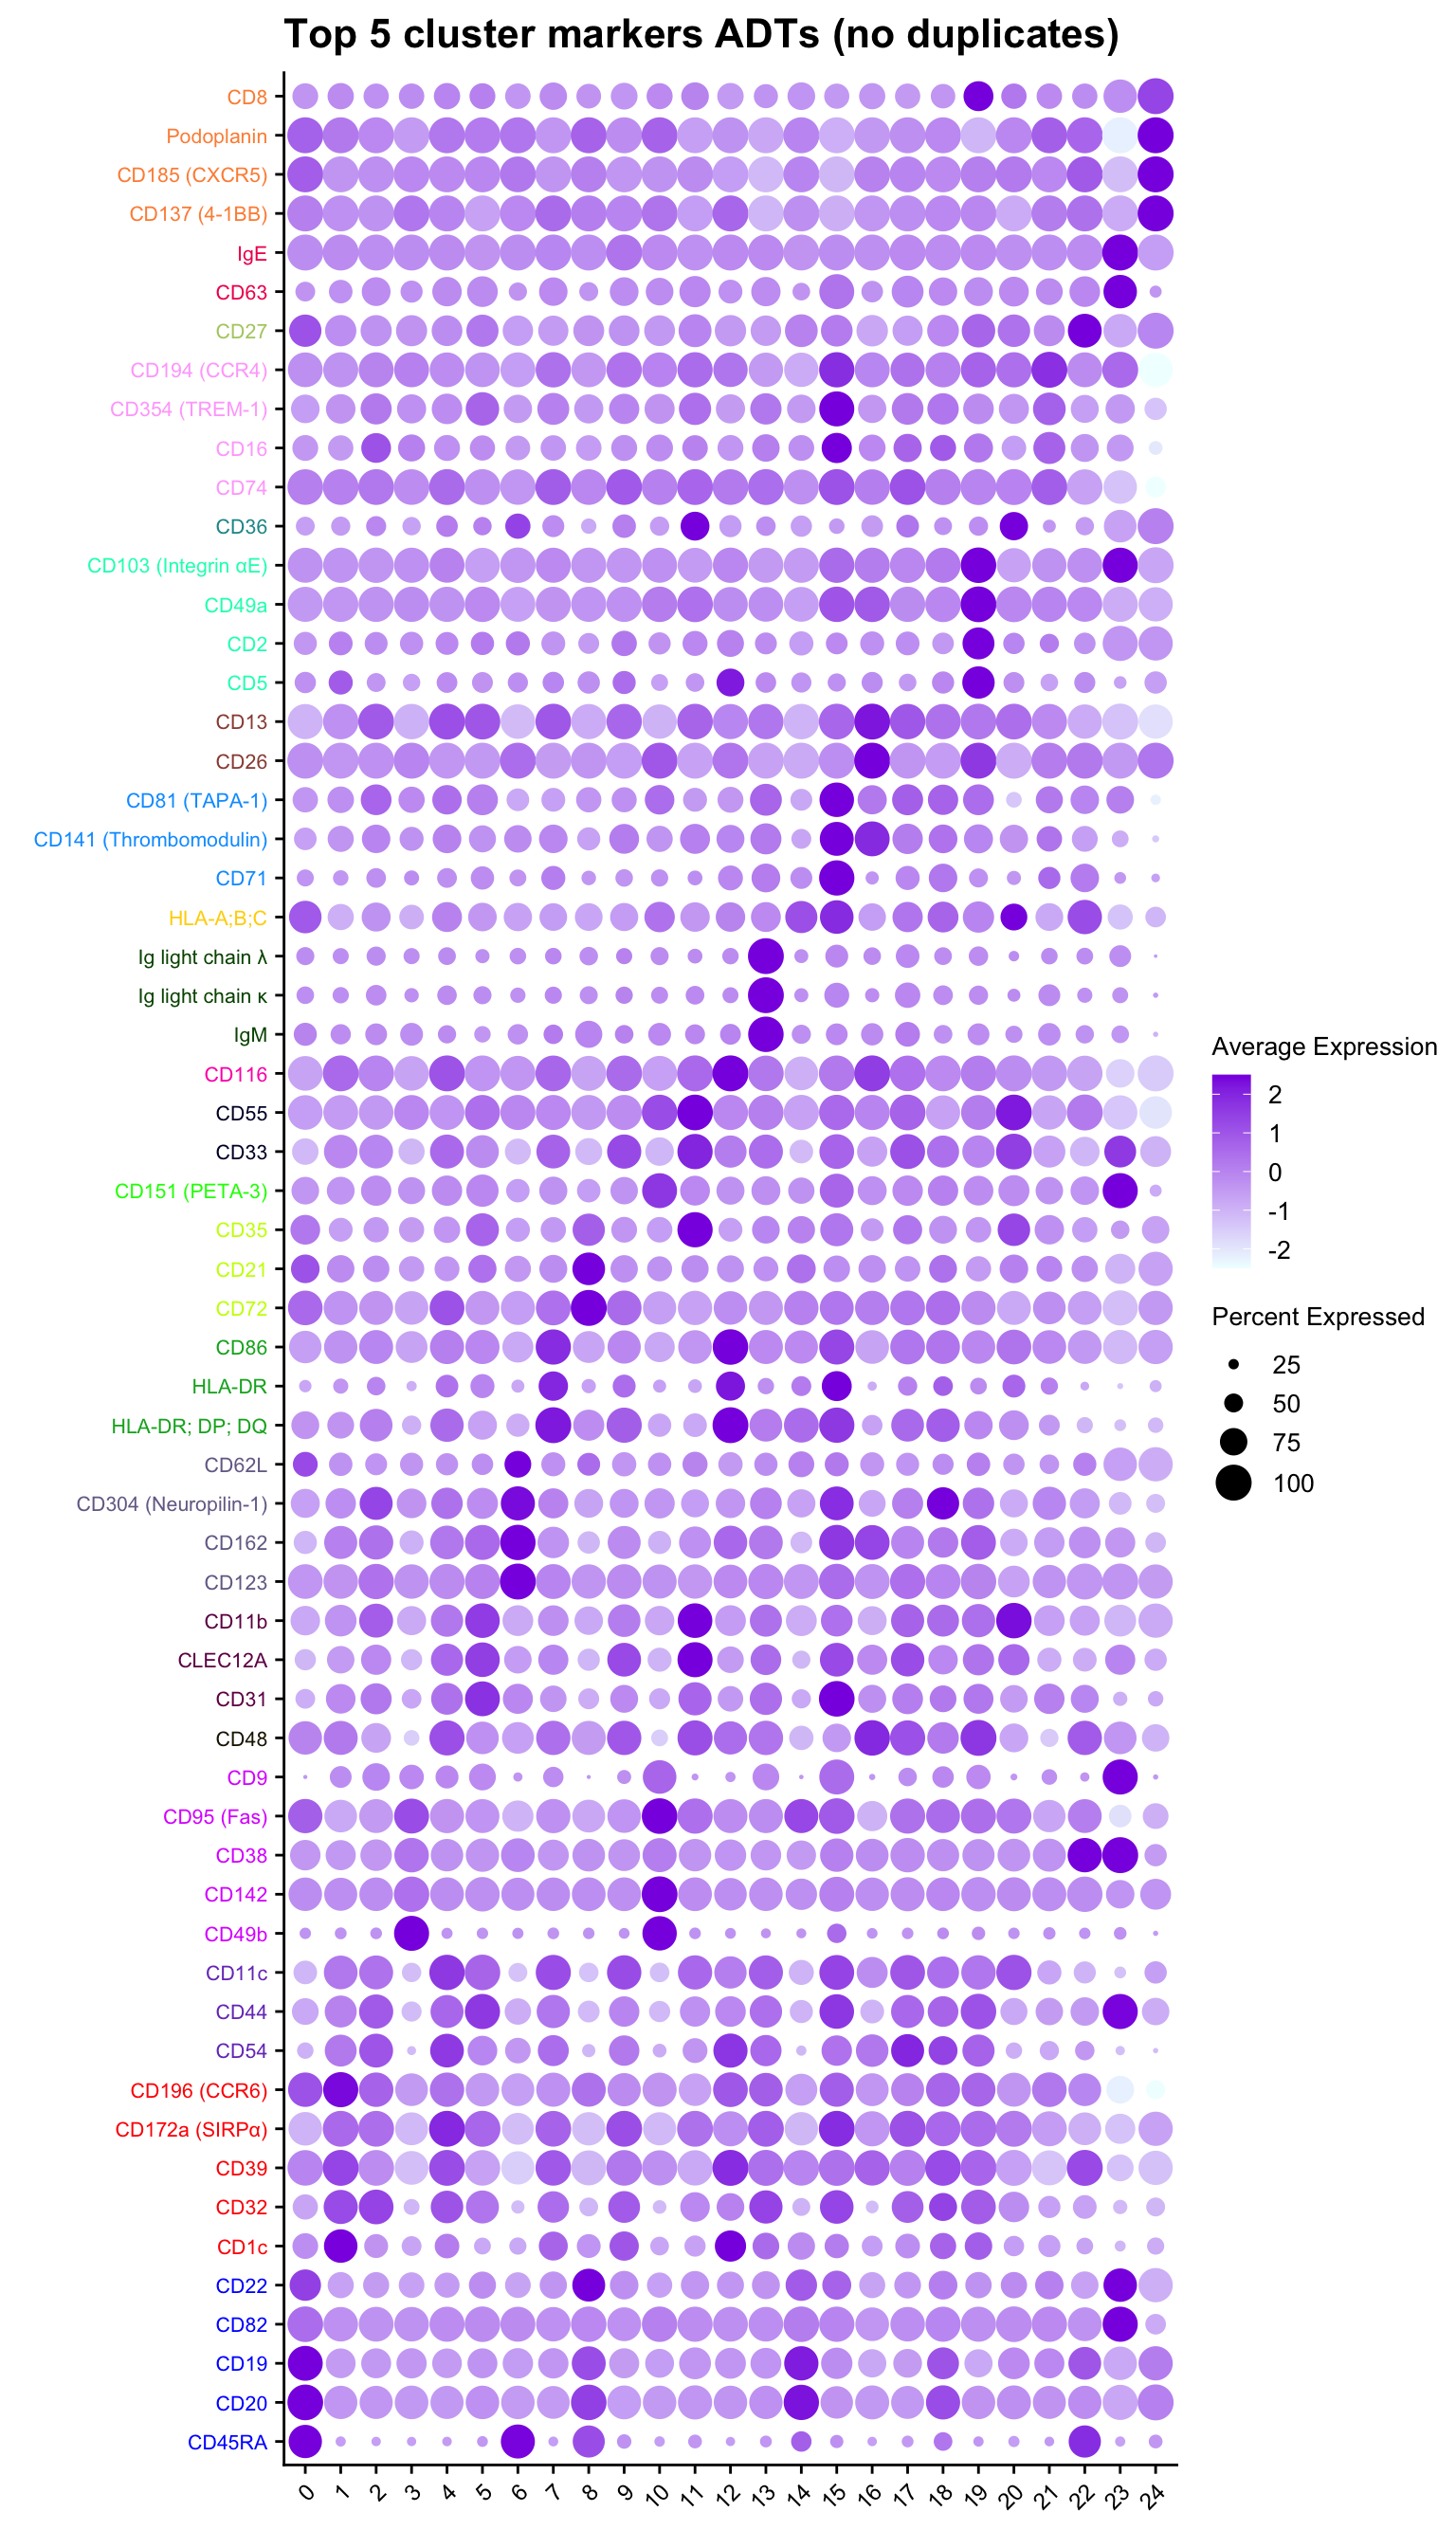 Top 5 cluster markers ADTs (no duplicates)
CD8
Podoplanin
CD185 (CXCR5)
CD137 (4-1BB)
IgE
CD63
CD27
CD194 (CCR4)
CD354 (TREM-1)
CD16
CD74
CD36
CD103 (Integrin αE)
CD49a
CD2
CD5
CD13
CD26
CD81 (TAPA-1)
CD141 (Thrombomodulin)
CD71
HLA-A;B;C
Ig light chain λ
Ig light chain κ
IgM
CD116
CD55
CD33
CD151 (PETA-3)
CD35
CD21
CD72
CD86
HLA-DR
HLA-DR; DP; DQ
CD62L
CD304 (Neuropilin-1)
CD162
CD123
CD11b
CLEC12A
CD31
CD48
CD9
CD95 (Fas)
CD38
CD142
CD49b
CD11c
CD44
CD54
CD196 (CCR6)
CD172a (SIRPα)
CD39
CD32
CD1c
CD22
CD82
CD19
CD20
CD45RA
0 1 2 3 4 5 6 7 8 9 10 11 12 13 14 15 16 17 18 19 20 21 22 23 24
Average Expression
2
1
0
-1
-2
Percent Expressed
25
50
75
100